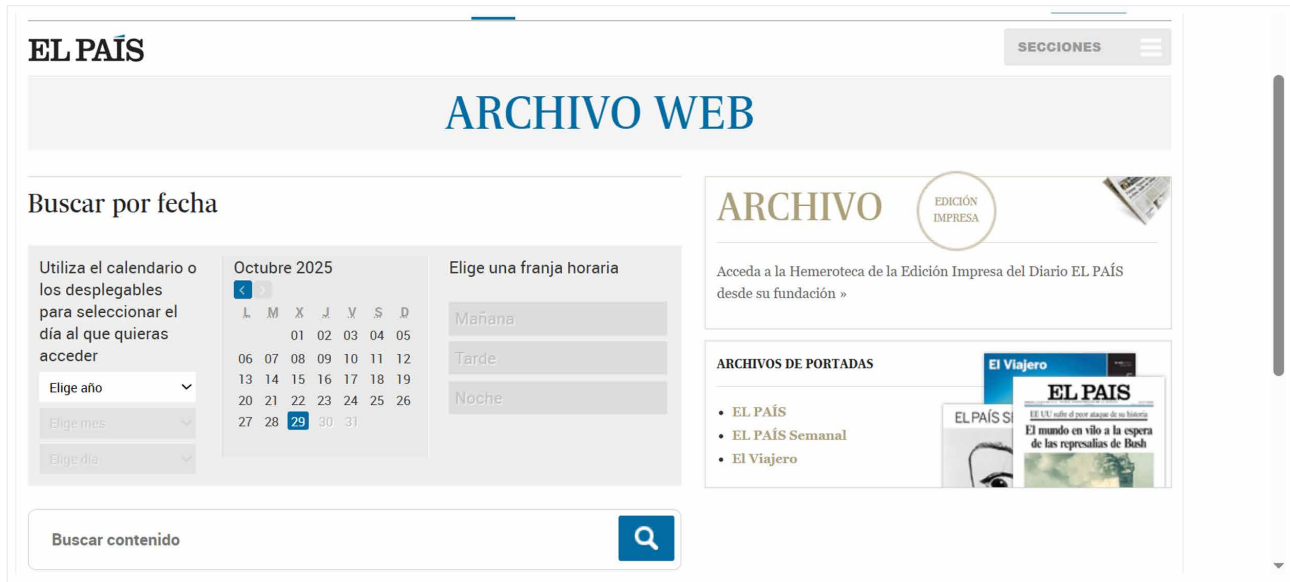 EL PAÍS
SECCIONES
ARCHIVO WEB
Buscar por fecha
Utiliza el calendario o
los desplegables
para seleccionar el
día al que quieras
acceder
Elige año
Elige mes
Elige día
Octubre 2025
L M X J V S D
01 02 03 04 05
06 07 08 09 10 11 12
13 14 15 16 17 18 19
20 21 22 23 24 25 26
27 28 29 30 31
Elige una franja horaria
Mañana
Tarde
Noche
Buscar contenido
ARCHIVO
EDICIÓN
IMPRESA
Acceda a la Hemeroteca de la Edición Impresa del Diario EL PAÍS
desde su fundación »
ARCHIVOS DE PORTADAS
• EL PAÍS
• EL PAÍS Semanal
• El Viajero
El Viajero
EL PAÍS S
EL PAIS
EE UU sufre el peor ataque de su historia
El mundo en vilo a la espera
de las represalias de Bush